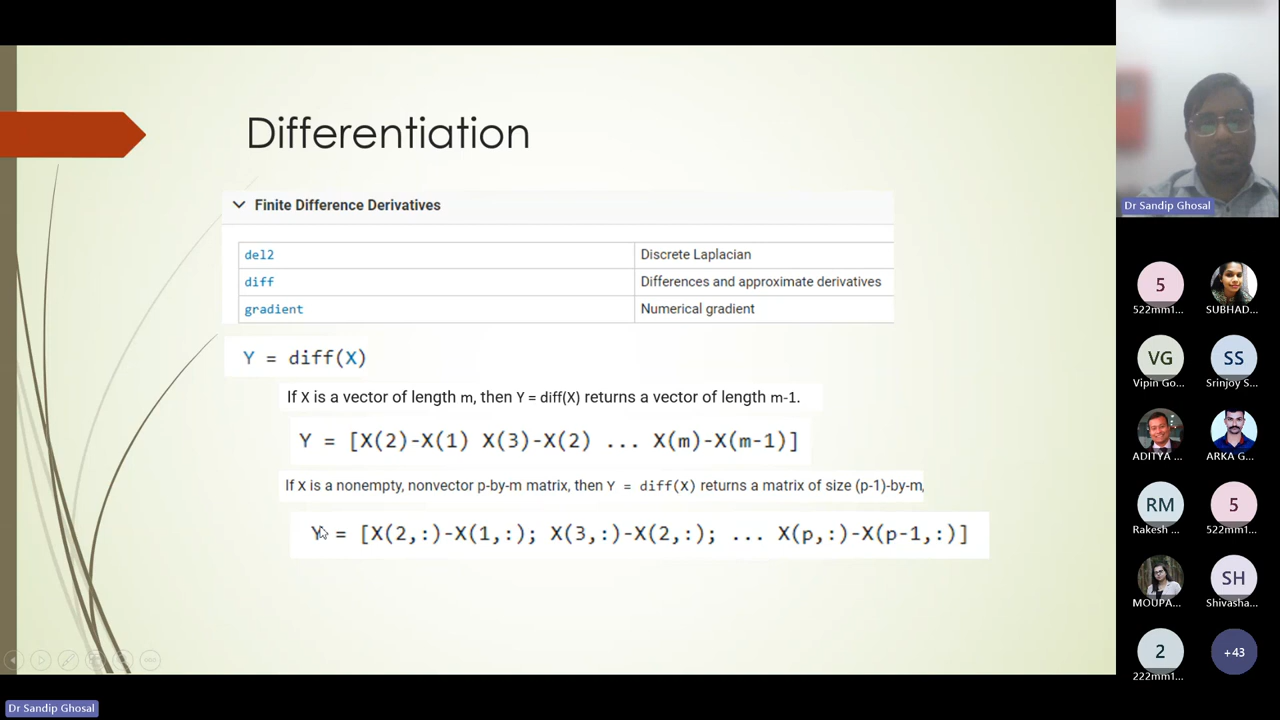 Differentiation
Finite Difference Derivatives
del2 Discrete Laplacian
diff Differences and approximate derivatives
gradient Numerical gradient
Y = diff(X)
If X is a vector of length m, then Y = diff(X) returns a vector of length m-1.
Y = [X(2)-X(1) X(3)-X(2) ... X(m)-X(m-1)]
If X is a nonempty, nonvector p-by-m matrix, then Y = diff(X) returns a matrix of size (p-1)-by-m,
Y = [X(2,:)-X(1,:); X(3,:)-X(2,:); ... X(p,:)-X(p-1,:)]
Dr Sandip Ghosal
5
522mm1...
SUBHAD...
VG
Vipin Go...
SS
Srinjoy S...
ADITYA ...
ARKA G...
RM
Rakesh ...
5
522mm1...
MOUPA...
SH
Shivasha...
2
222mm1...
+43
Dr Sandip Ghosal